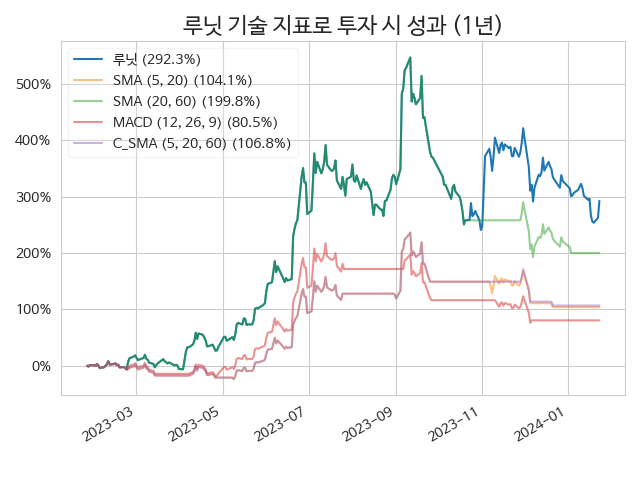 루닛 기술 지표로 투자 시 성과 (1년)
루닛 (292.3%)
SMA (5, 20) (104.1%)
SMA (20, 60) (199.8%)
MACD (12, 26, 9) (80.5%)
C_SMA (5, 20, 60) (106.8%)
500%
400%
300%
200%
100%
0%
2023-03
2023-05
2023-07
2023-09
2023-11
2024-01